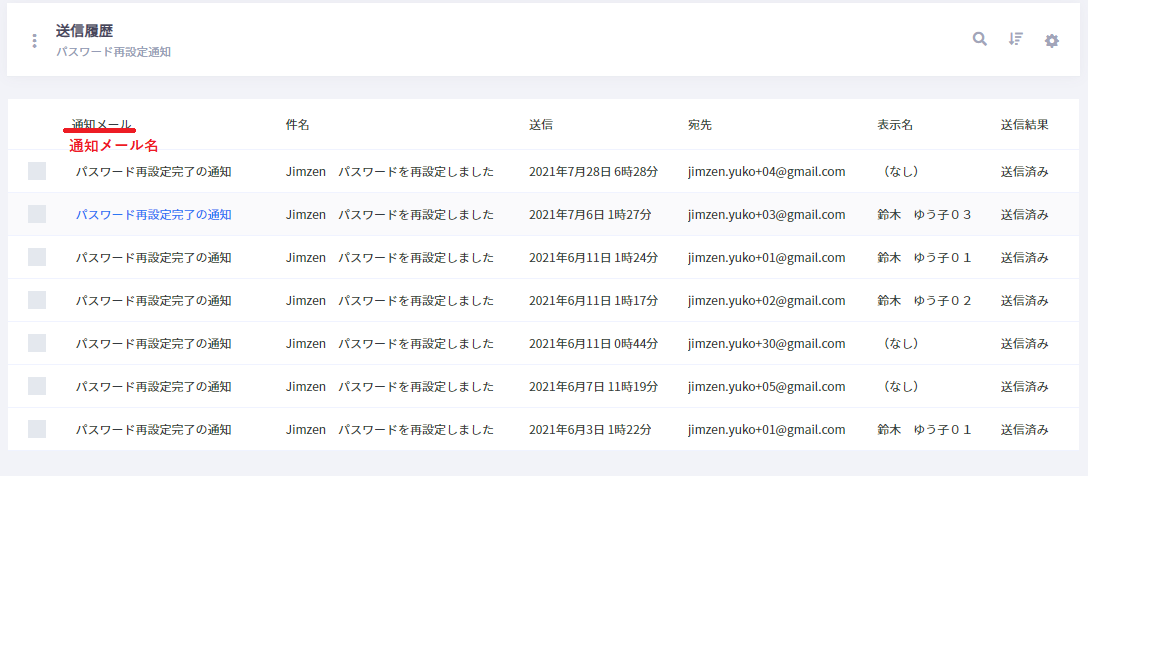 送信履歴
パスワード再設定通知
通知メール 件名 送信 宛先 表示名 送信結果
通知メール名
パスワード再設定完了の通知 Jimzen　パスワードを再設定しました 2021年7月28日 6時28分 jimzen.yuko+04@gmail.com （なし） 送信済み
パスワード再設定完了の通知 Jimzen　パスワードを再設定しました 2021年7月6日 1時27分 jimzen.yuko+03@gmail.com 鈴木　ゆう子０３ 送信済み
パスワード再設定完了の通知 Jimzen　パスワードを再設定しました 2021年6月11日 1時24分 jimzen.yuko+01@gmail.com 鈴木　ゆう子０１ 送信済み
パスワード再設定完了の通知 Jimzen　パスワードを再設定しました 2021年6月11日 1時17分 jimzen.yuko+02@gmail.com 鈴木　ゆう子０２ 送信済み
パスワード再設定完了の通知 Jimzen　パスワードを再設定しました 2021年6月11日 0時44分 jimzen.yuko+30@gmail.com （なし） 送信済み
パスワード再設定完了の通知 Jimzen　パスワードを再設定しました 2021年6月7日 11時19分 jimzen.yuko+05@gmail.com （なし） 送信済み
パスワード再設定完了の通知 Jimzen　パスワードを再設定しました 2021年6月3日 1時22分 jimzen.yuko+01@gmail.com 鈴木　ゆう子０１ 送信済み